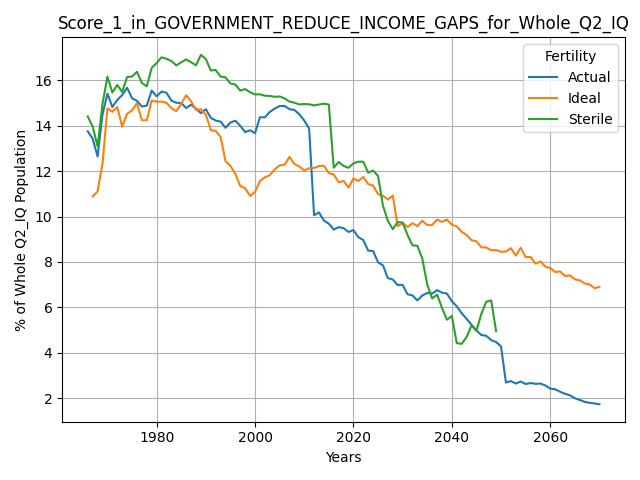 Score_1_in_GOVERNMENT_REDUCE_INCOME_GAPS_for_Whole_Q2_IQ
Fertility
Actual
Ideal
Sterile
% of Whole Q2_IQ Population
16
14
12
10
8
6
4
2
1980
2000
2020
2040
2060
Years